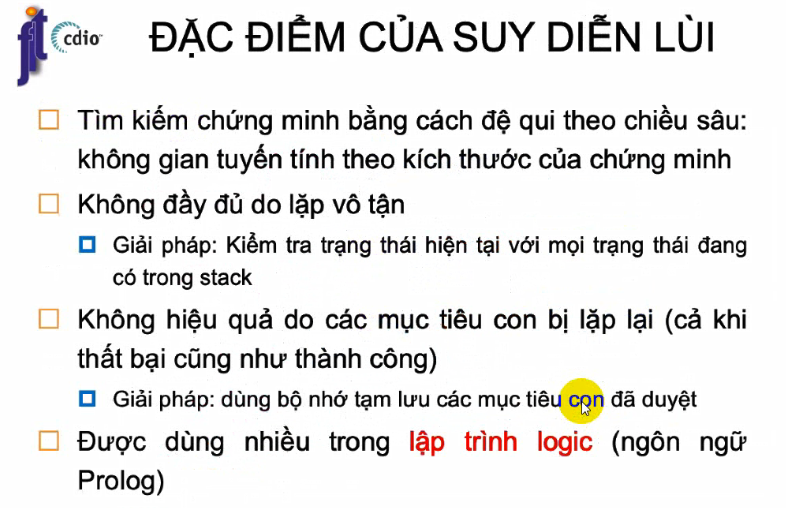 fit cdio
ĐẶC ĐIỂM CỦA SUY DIỄN LÙI
Tìm kiếm chứng minh bằng cách đệ qui theo chiều sâu:
không gian tuyến tính theo kích thước của chứng minh
Không đầy đủ do lặp vô tận
Giải pháp: Kiểm tra trạng thái hiện tại với mọi trạng thái đang
có trong stack
Không hiệu quả do các mục tiêu con bị lặp lại (cả khi
thất bại cũng như thành công)
Giải pháp: dùng bộ nhớ tạm lưu các mục tiêu con đã duyệt
Được dùng nhiều trong lập trình logic (ngôn ngữ
Prolog)